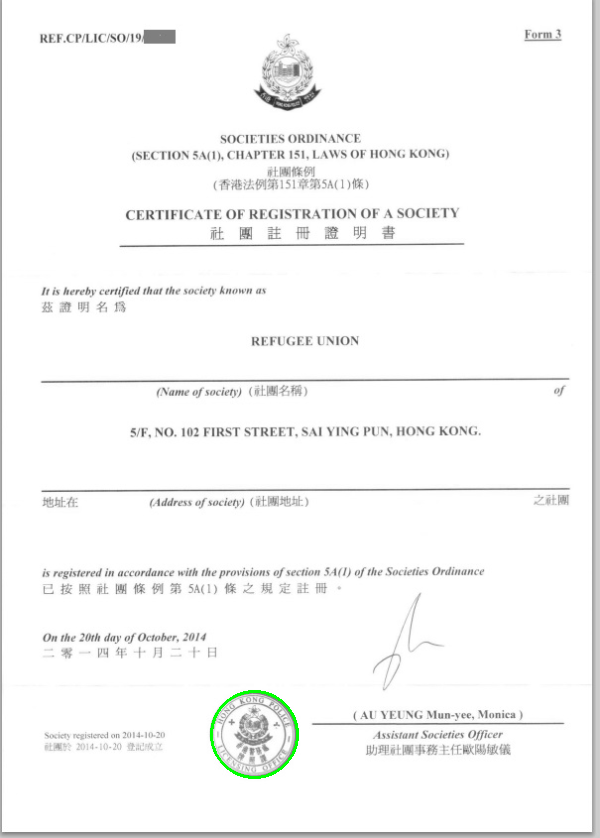 REF.CP/LIC/SO/19/
Form 3
SOCIETIES ORDINANCE
(SECTION 5A(1), CHAPTER 151, LAWS OF HONG KONG)
社團條例
(香港法例第151章第5A(1)條)
CERTIFICATE OF REGISTRATION OF A SOCIETY
社團註冊證明書
It is hereby certified that the society known as
茲證明名爲
REFUGEE UNION
(Name of society) (社團名稱) of
5/F, NO. 102 FIRST STREET, SAI YING PUN, HONG KONG.
地址在 (Address of society) (社團地址) 之社團
is registered in accordance with the provisions of section 5A(1) of the Societies Ordinance
已按照社團條例第5A(1)條之規定註冊。
On the 20th day of October, 2014
二零一四年十月二十日
Society registered on 2014-10-20
社團於 2014-10-20 登記成立
HONG KONG POLICE
LICENSING OFFICE
( AU YEUNG Mun-yee, Monica )
Assistant Societies Officer
助理社團事務主任歐陽敏儀